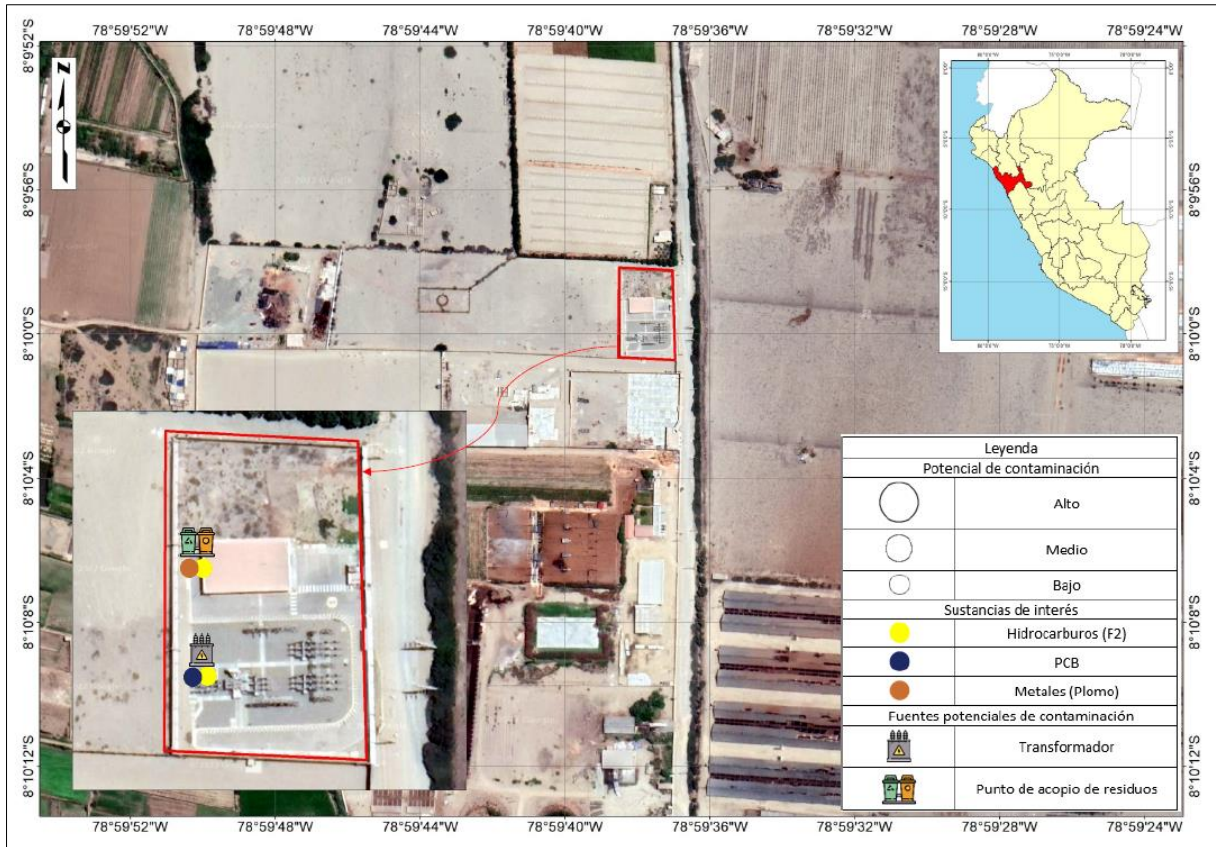 78°59'52"W 78°59'48"W 78°59'44"W 78°59'40"W 78°59'36"W 78°59'32"W 78°59'28"W 78°59'24"W
8°9'52"S 8°9'52"S
Z
8°9'56"S 8°9'56"S
8°10'0"S 8°10'0"S
8°10'4"S 8°10'4"S
8°10'8"S 8°10'8"S
8°10'12"S 8°10'12"S
Leyenda
Potencial de contaminación
Alto
Medio
Bajo
Sustancias de interés
Hidrocarburos (F2)
PCB
Metales (Plomo)
Fuentes potenciales de contaminación
Transformador
Punto de acopio de residuos
78°59'52"W 78°59'48"W 78°59'44"W 78°59'40"W 78°59'36"W 78°59'32"W 78°59'28"W 78°59'24"W